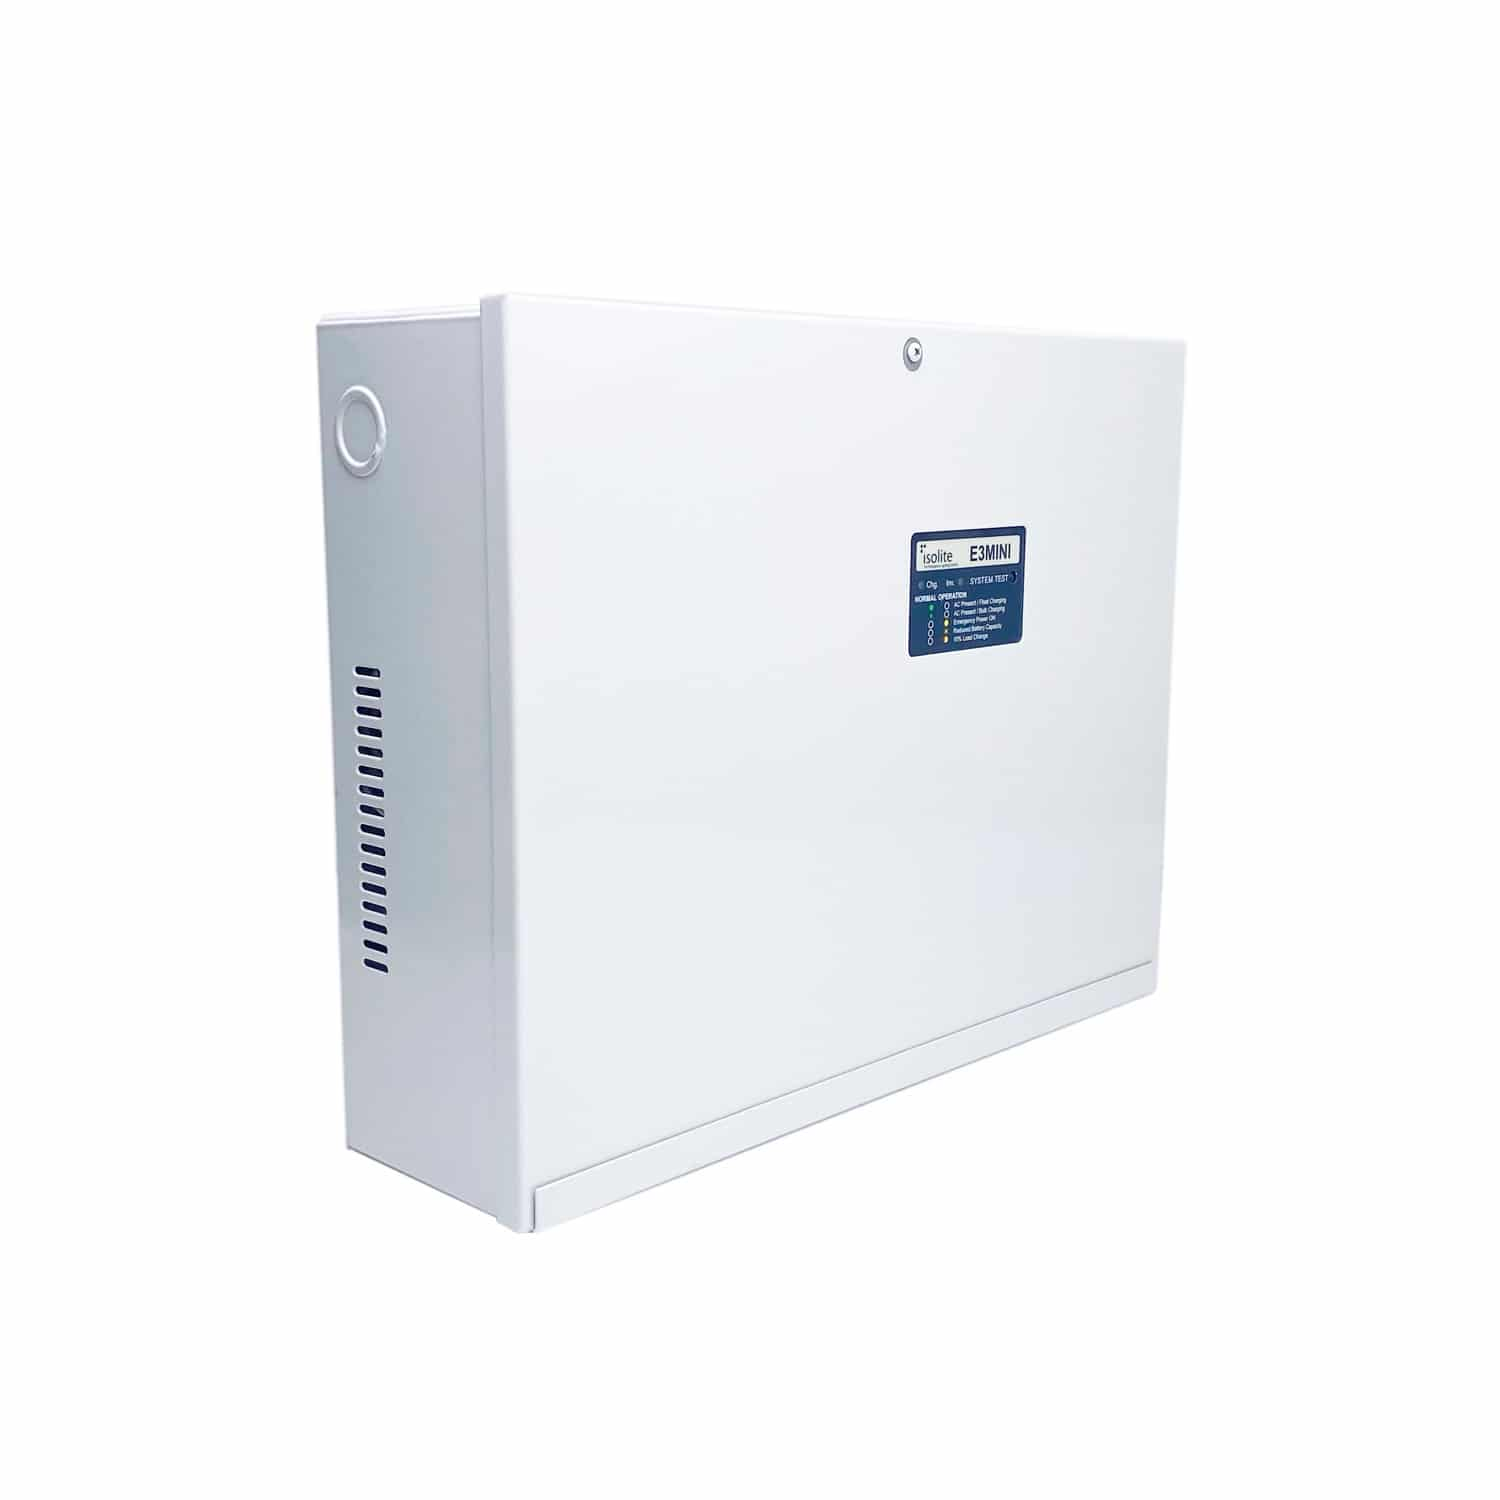 isolite E3MINI
Chg. Inv. SYSTEM TEST
NORMAL OPERATION
AC Present / Float Charging
AC Present / Bulk Charging
Emergency Power ON
Reduced Battery Capacity
10% Load Change